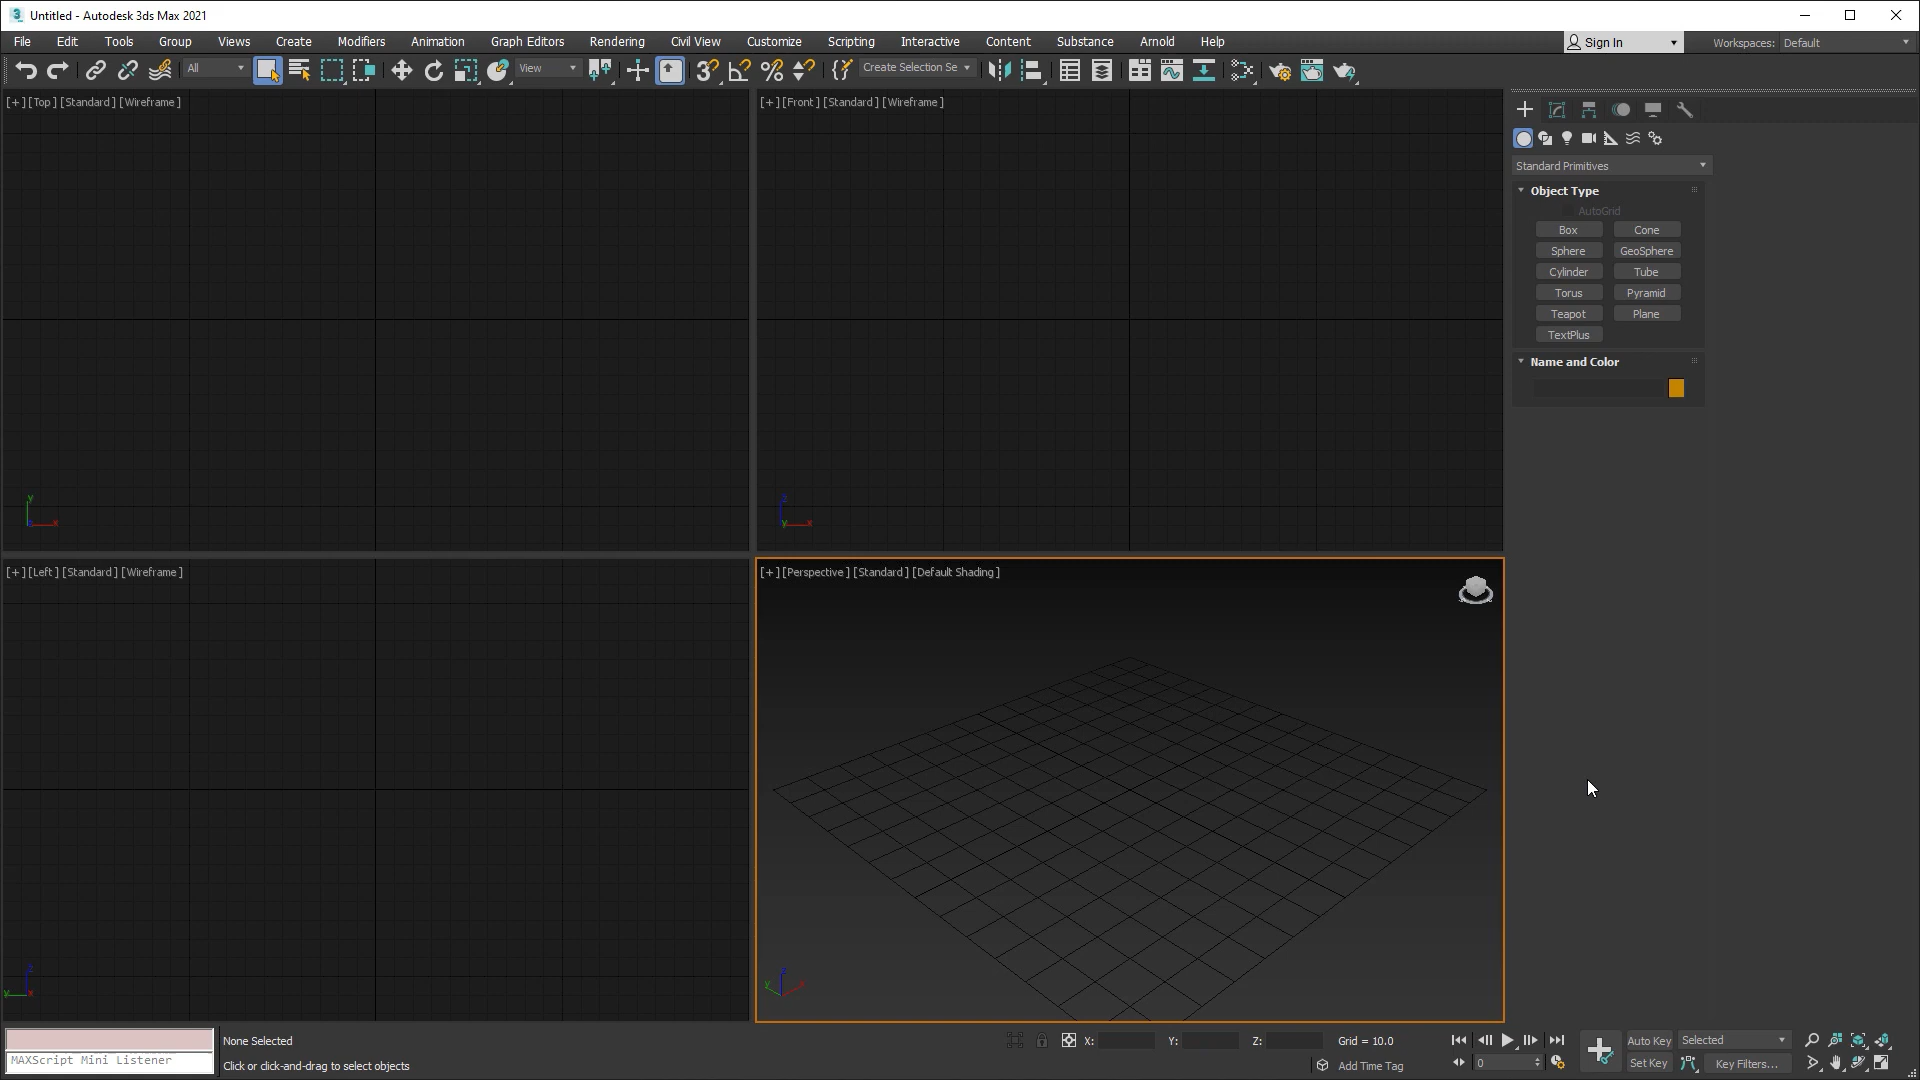 Untitled - Autodesk 3ds Max 2021
File Edit Tools Group Views Create Modifiers Animation Graph Editors Rendering Civil View Customize Scripting Interactive Content Substance Arnold Help Sign In Workspaces: Default
All View Create Selection Se
[+] [Top] [Standard] [Wireframe]
[+] [Front] [Standard] [Wireframe]
Standard Primitives
Object Type
AutoGrid
Box Cone
Sphere GeoSphere
Cylinder Tube
Torus Pyramid
Teapot Plane
TextPlus
Name and Color
y
x
z
y x
[+] [Left] [Standard] [Wireframe]
[+] [Perspective] [Standard] [Default Shading]
z
y x
z
y x
None Selected X: Y: Z: Grid = 10.0 Auto Key Selected
MAXScript Mini Listener
Click or click-and-drag to select objects Add Time Tag 0 Set Key Key Filters...